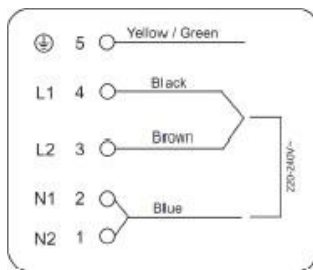 5 Yellow / Green
L1 4 Black
L2 3 Brown
N1 2
Blue
N2 1
220-240V~